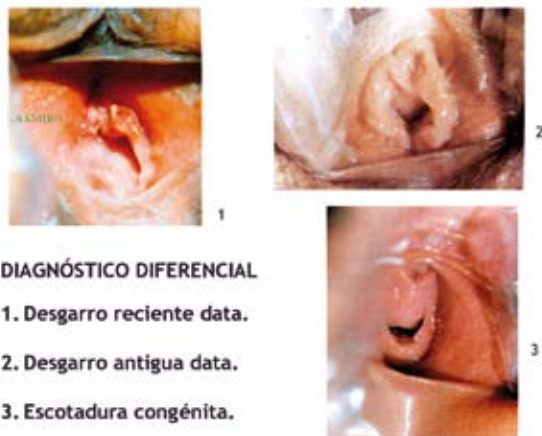 1
2
DIAGNÓSTICO DIFERENCIAL
1. Desgarro reciente data.
2. Desgarro antigua data.
3. Escotadura congénita.
3